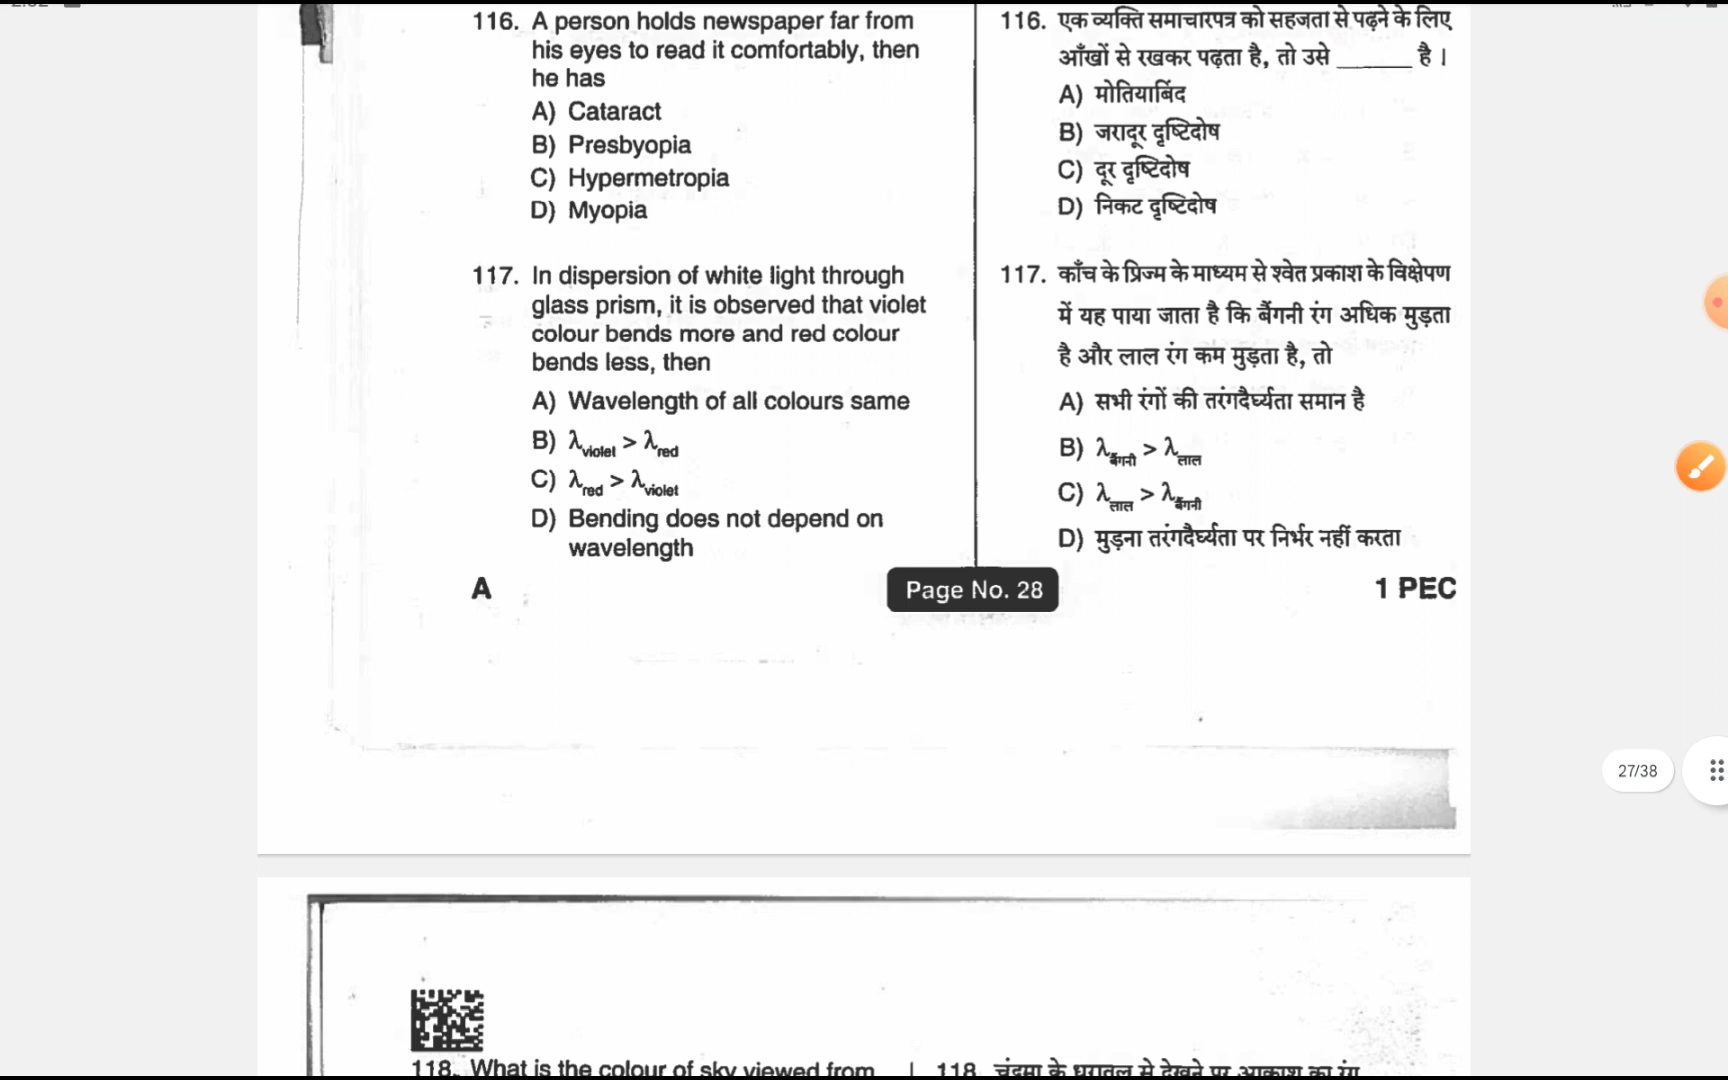 116. A person holds newspaper far from
his eyes to read it comfortably, then
he has
A) Cataract
B) Presbyopia
C) Hypermetropia
D) Myopia
117. In dispersion of white light through
glass prism, it is observed that violet
colour bends more and red colour
bends less, then
A) Wavelength of all colours same
B) λviolet > λred
C) λred > λviolet
D) Bending does not depend on
wavelength
A
116. एक व्यक्ति समाचारपत्र को सहजता से पढ़ने के लिए
आँखों से रखकर पढ़ता है, तो उसे ______ है ।
A) मोतियाबिंद
B) जरादूर दृष्टिदोष
C) दूर दृष्टिदोष
D) निकट दृष्टिदोष
117. काँच के प्रिज्म के माध्यम से श्वेत प्रकाश के विक्षेपण
में यह पाया जाता है कि बैंगनी रंग अधिक मुड़ता
है और लाल रंग कम मुड़ता है, तो
A) सभी रंगों की तरंगदैर्घ्यता समान है
B) λबैंगनी > λलाल
C) λलाल > λबैंगनी
D) मुड़ना तरंगदैर्घ्यता पर निर्भर नहीं करता
Page No. 28
1 PEC
27/38
118. What is the colour of sky viewed from
118. चंद्रमा के धरातल से देखने पर आकाश का रंग